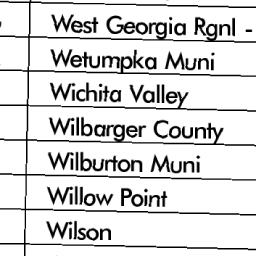 West Georgia Rgnl -
Wetumpka Muni
Wichita Valley
Wilbarger County
Wilburton Muni
Willow Point
Wilson